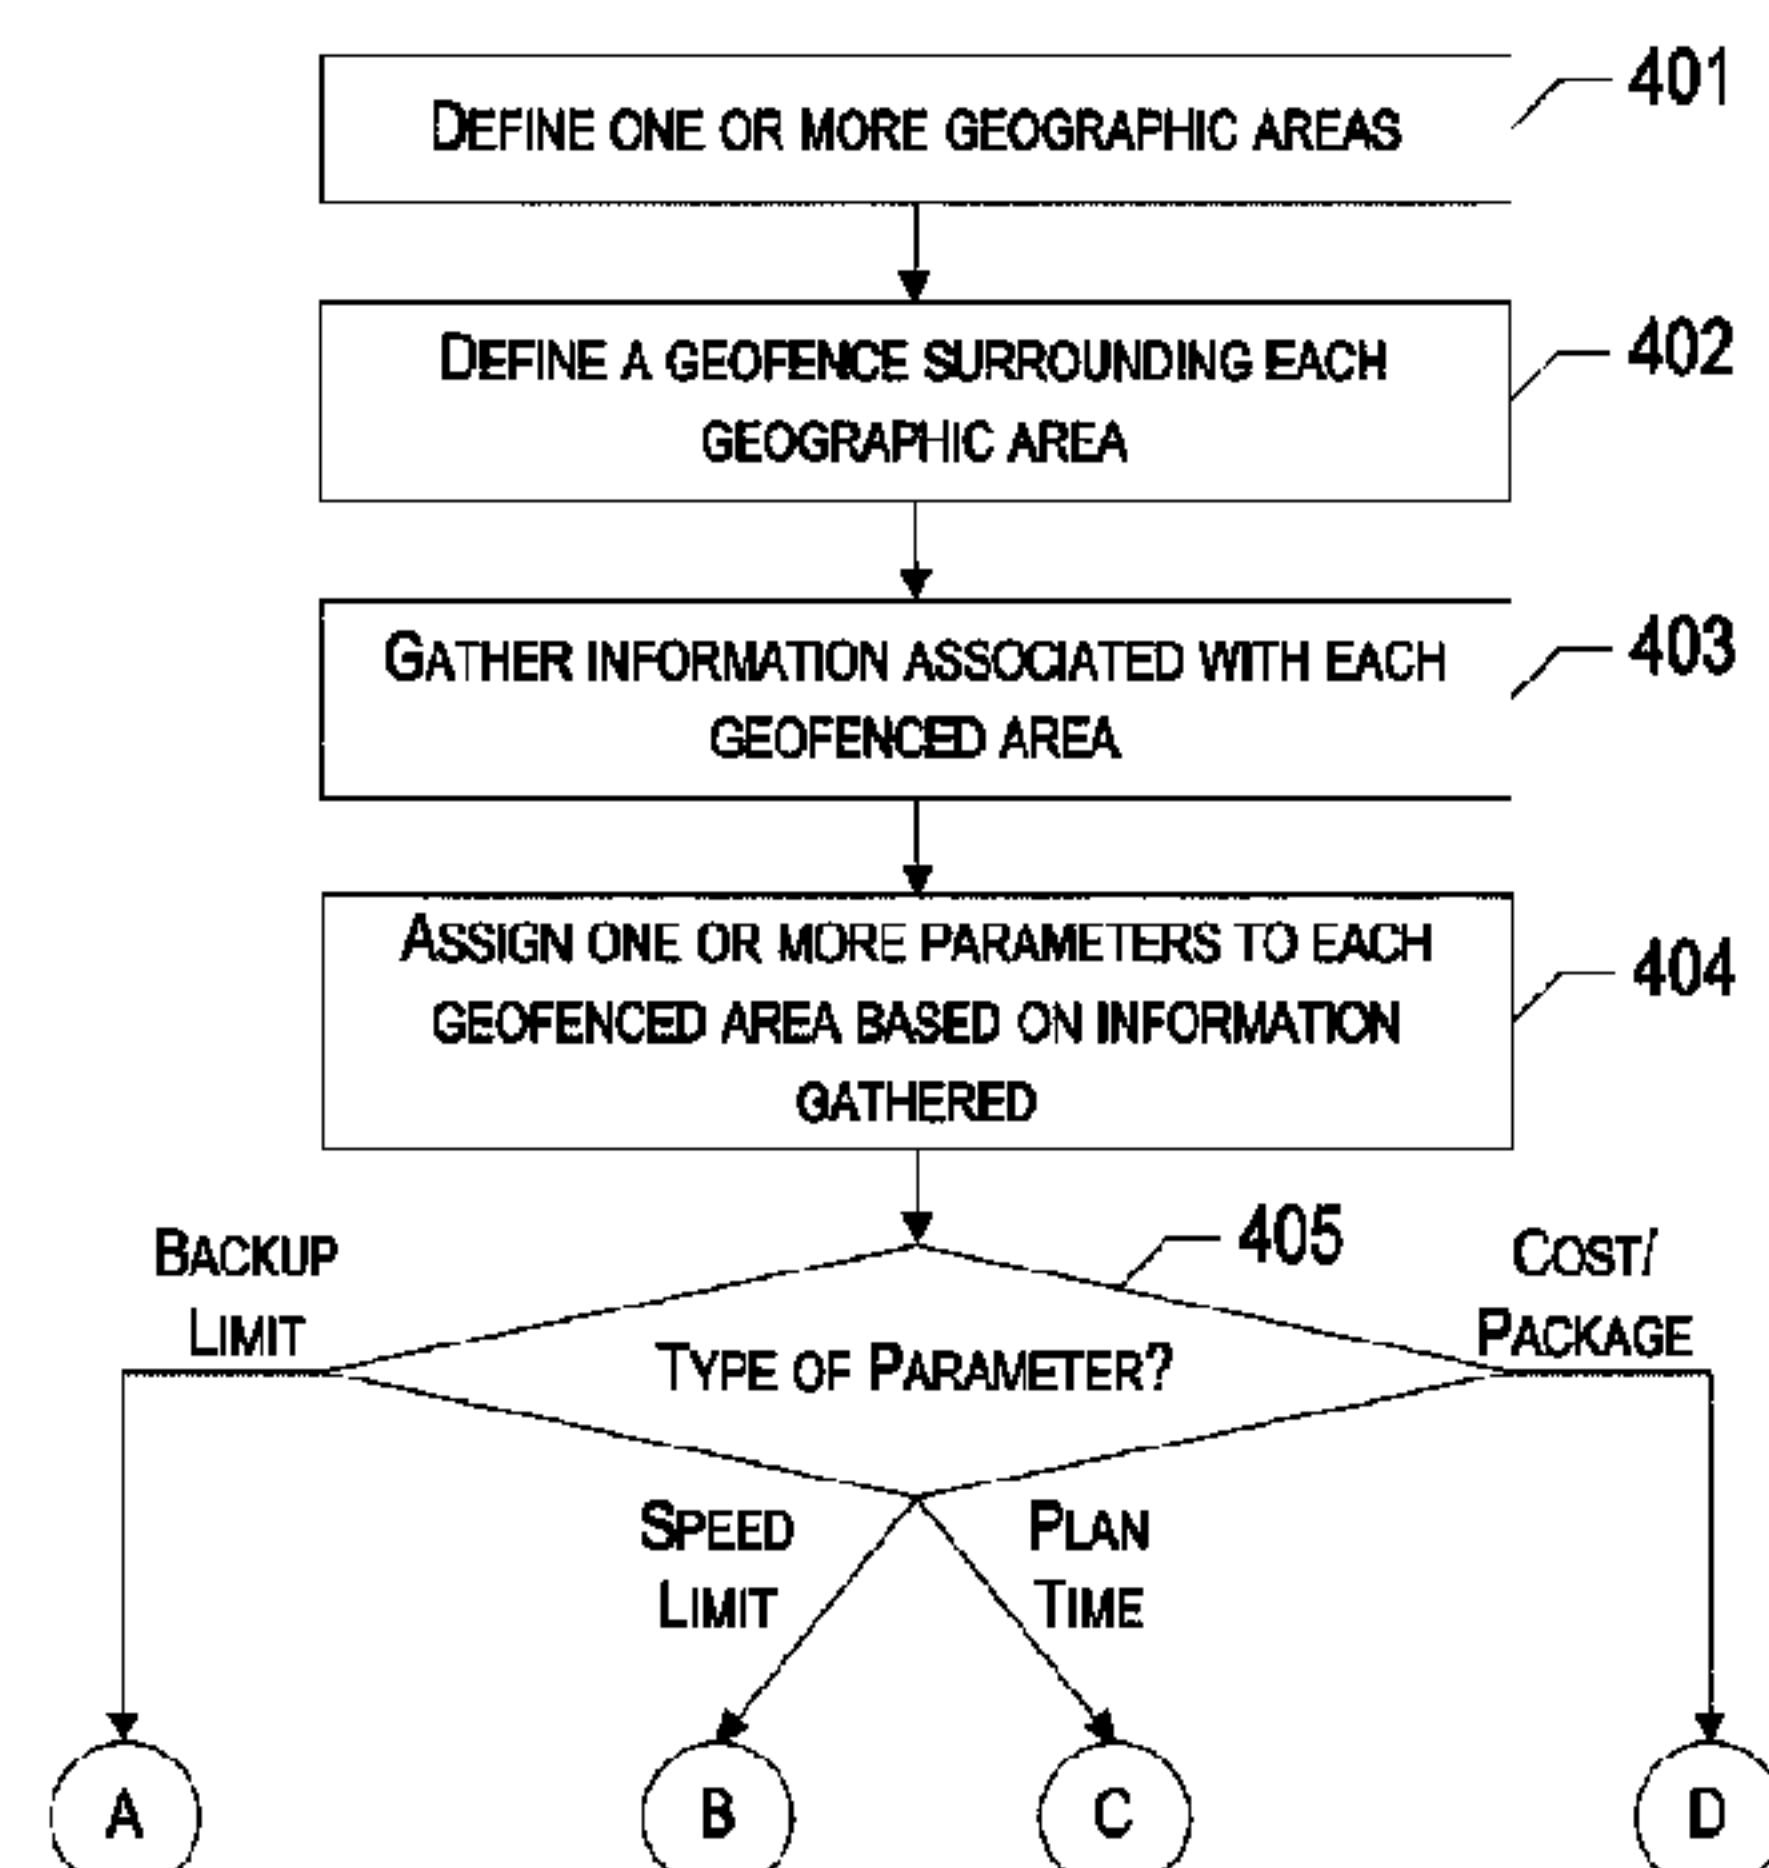 DEFINE ONE OR MORE GEOGRAPHIC AREAS
401
DEFINE A GEOFENCE SURROUNDING EACH
GEOGRAPHIC AREA
402
GATHER INFORMATION ASSOCIATED WITH EACH
GEOFENCED AREA
403
ASSIGN ONE OR MORE PARAMETERS TO EACH
GEOFENCED AREA BASED ON INFORMATION
GATHERED
404
405
BACKUP
LIMIT
TYPE OF PARAMETER?
COST/
PACKAGE
SPEED
LIMIT
PLAN
TIME
A
B
C
D